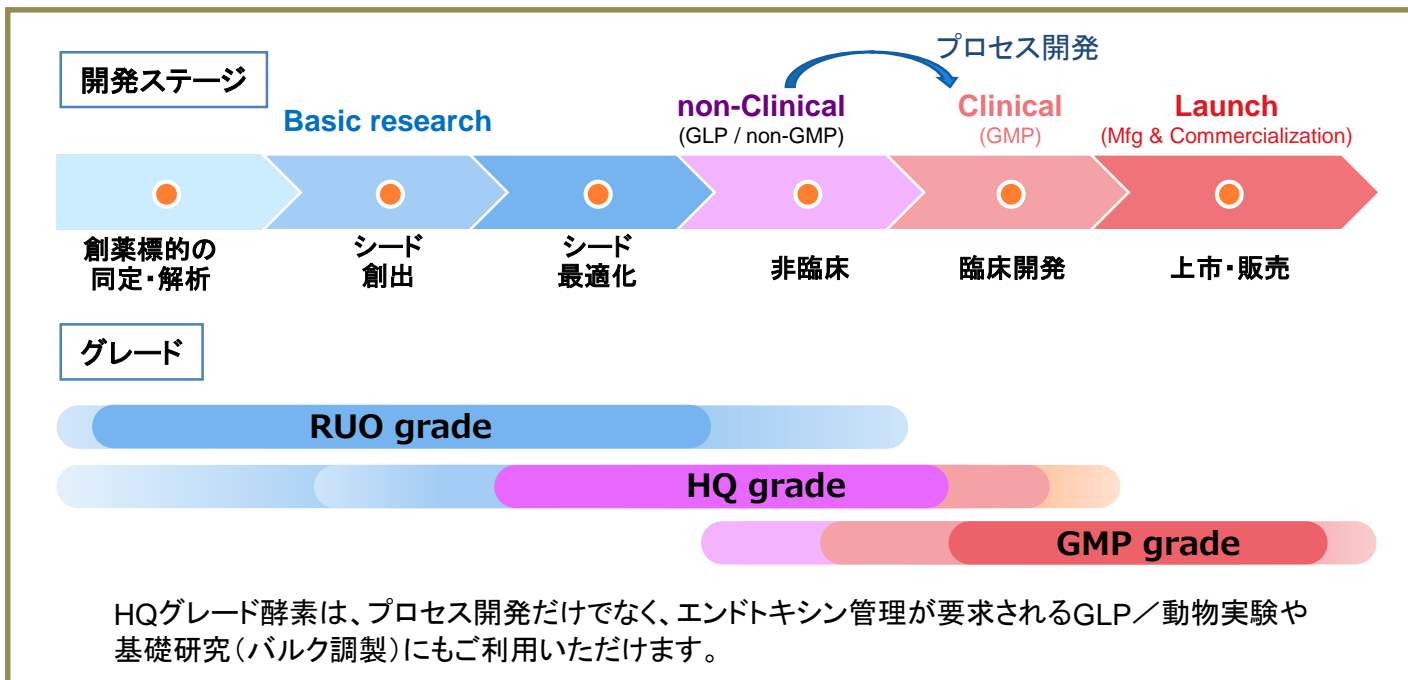 プロセス開発
開発ステージ
Basic research
non-Clinical
(GLP / non-GMP)
Clinical
(GMP)
Launch
(Mfg & Commercialization)
創薬標的の
同定・解析
シード
創出
シード
最適化
非臨床
臨床開発
上市・販売
グレード
RUO grade
HQ grade
GMP grade
HQグレード酵素は、プロセス開発だけでなく、エンドトキシン管理が要求されるGLP／動物実験や
基礎研究（バルク調製）にもご利用いただけます。